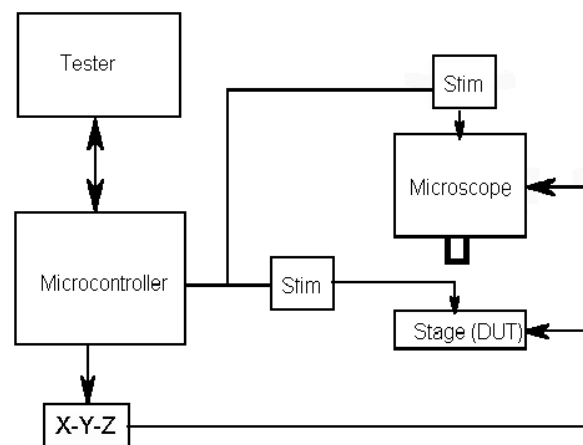 Tester
Stim
Microscope
Microcontroller
Stim
Stage (DUT)
X-Y-Z